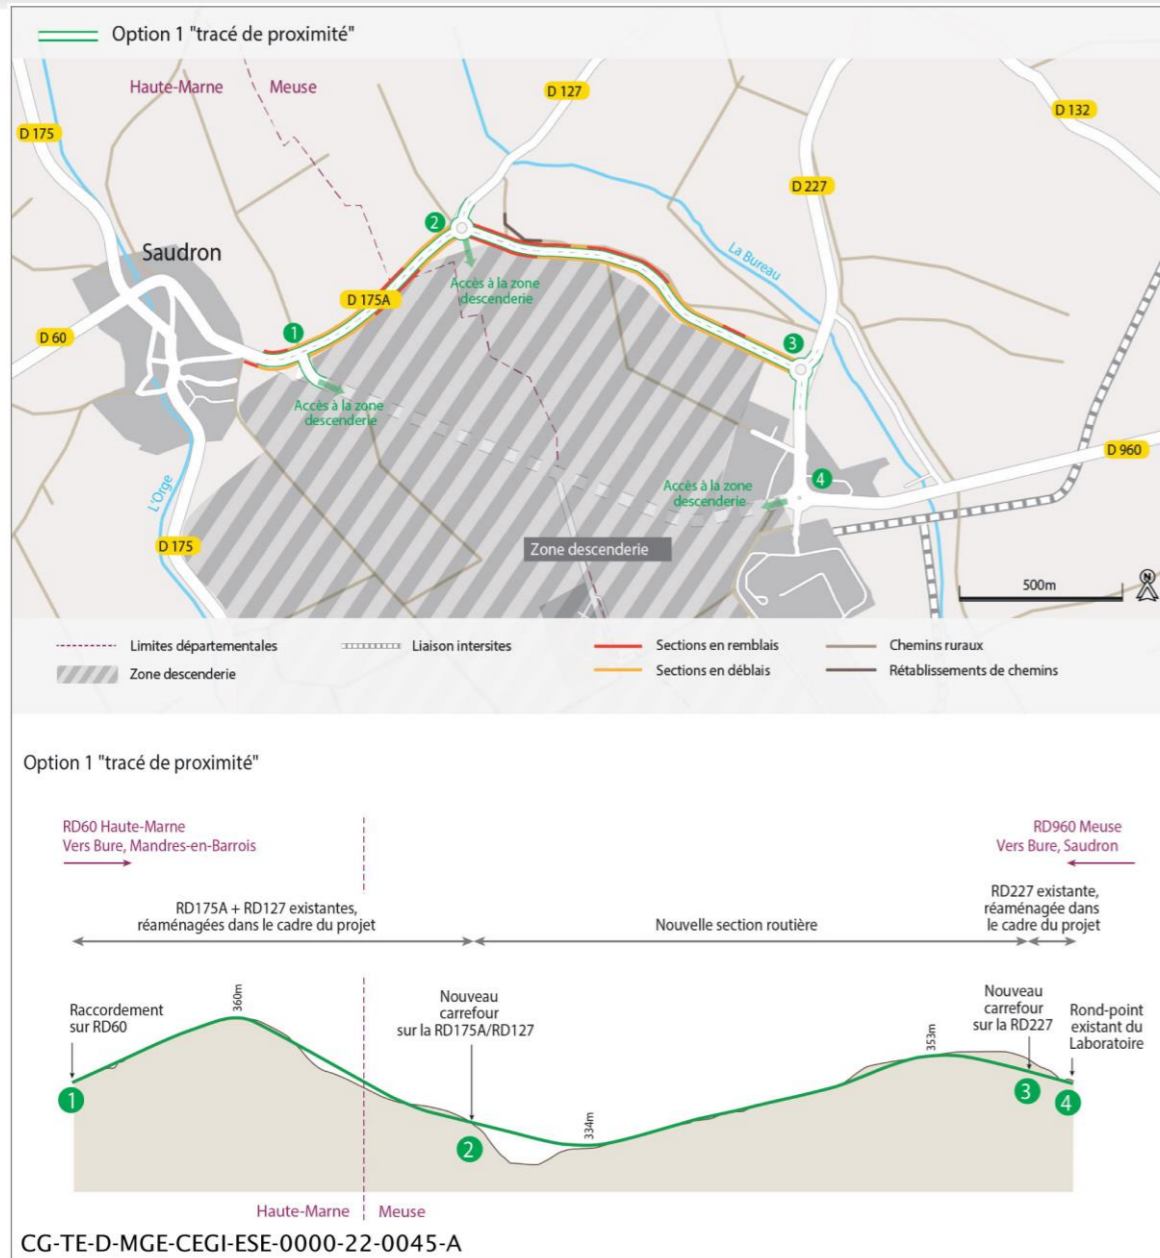 Option 1 "tracé de proximité"
Haute-Marne
Meuse
D 127
D 132
D 175
D 227
2
Saudron
La Bureau
Accès à la zone
descenderie
D 175A
1
3
D 60
Accès à la zone
descenderie
D 960
4
Accès à la zone
descenderie
L'Orge
D 175
Zone descenderie
500m
N
Limites départementales
Liaison intersites
Sections en remblais
Chemins ruraux
Zone descenderie
Sections en déblais
Rétablissements de chemins
Option 1 "tracé de proximité"
RD60 Haute-Marne
Vers Bure, Mandres-en-Barrois
RD960 Meuse
Vers Bure, Saudron
RD175A + RD127 existantes,
réaménagées dans le cadre du projet
Nouvelle section routière
RD227 existante,
réaménagée dans
le cadre du projet
Raccordement
sur RD60
360m
Nouveau
carrefour
sur la RD175A/RD127
334m
353m
Nouveau
carrefour
sur la RD227
Rond-point
existant du
Laboratoire
1
2
3
4
Haute-Marne
Meuse
CG-TE-D-MGE-CEGI-ESE-0000-22-0045-A